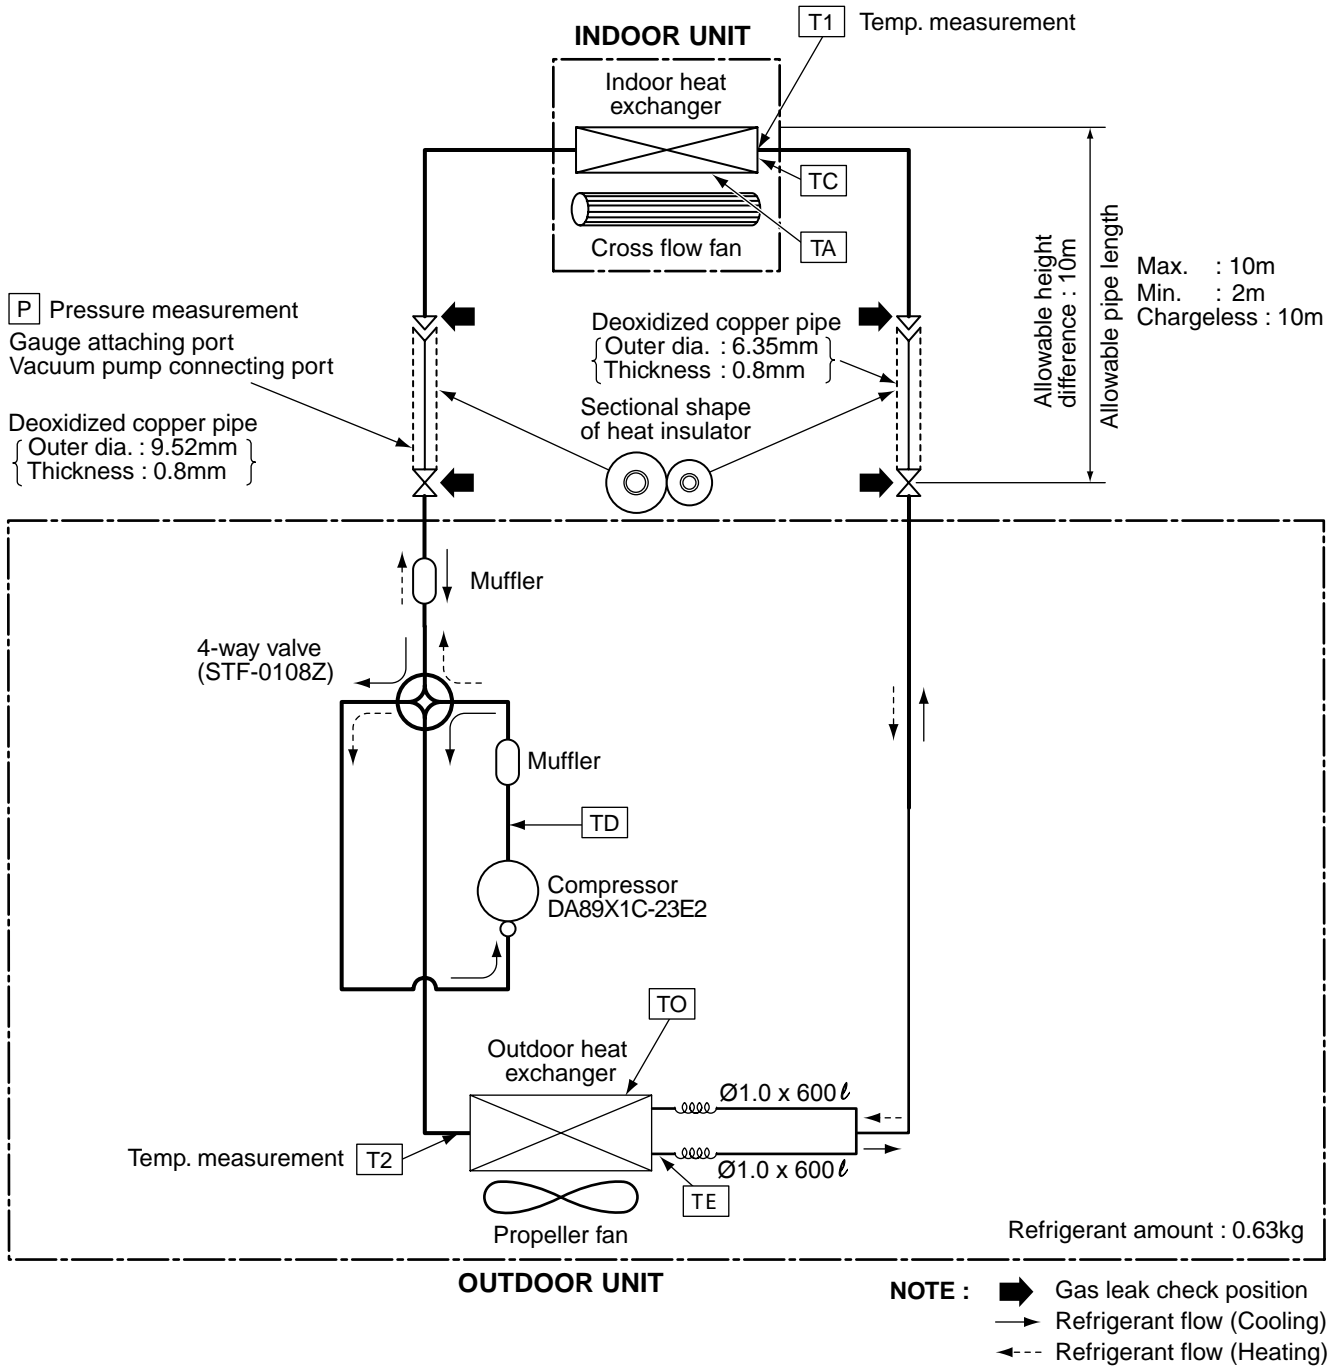 T1 Temp. measurement
INDOOR UNIT
Indoor heat
exchanger
TC
Cross flow fan
TA
Allowable height
difference : 10m
Allowable pipe length
Max. : 10m
Min. : 2m
Chargeless : 10m
P Pressure measurement
Gauge attaching port
Vacuum pump connecting port
Deoxidized copper pipe
Outer dia. : 9.52mm
Thickness : 0.8mm
Deoxidized copper pipe
Outer dia. : 6.35mm
Thickness : 0.8mm
Sectional shape
of heat insulator
Muffler
4-way valve
(STF-0108Z)
Muffler
TD
Compressor
DA89X1C-23E2
TO
Outdoor heat
exchanger
Ø1.0 x 600ℓ
Temp. measurement T2
Ø1.0 x 600ℓ
TE
Propeller fan
Refrigerant amount : 0.63kg
OUTDOOR UNIT
NOTE : Gas leak check position
Refrigerant flow (Cooling)
Refrigerant flow (Heating)